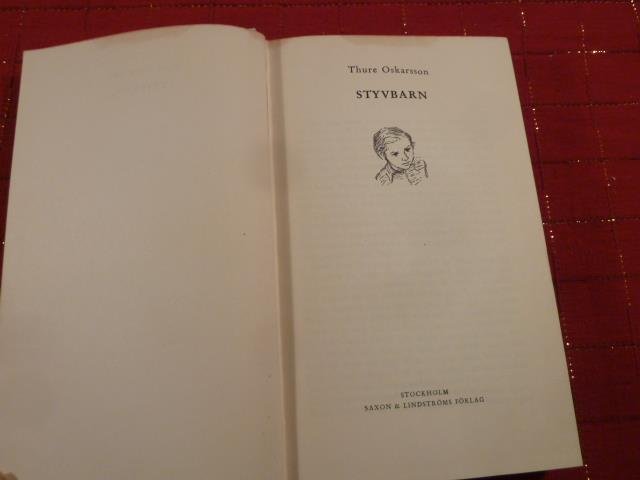 Thure Oskarsson
STYVBARN
STOCKHOLM
SAXON & LINDSTRÖMS FÖRLAG